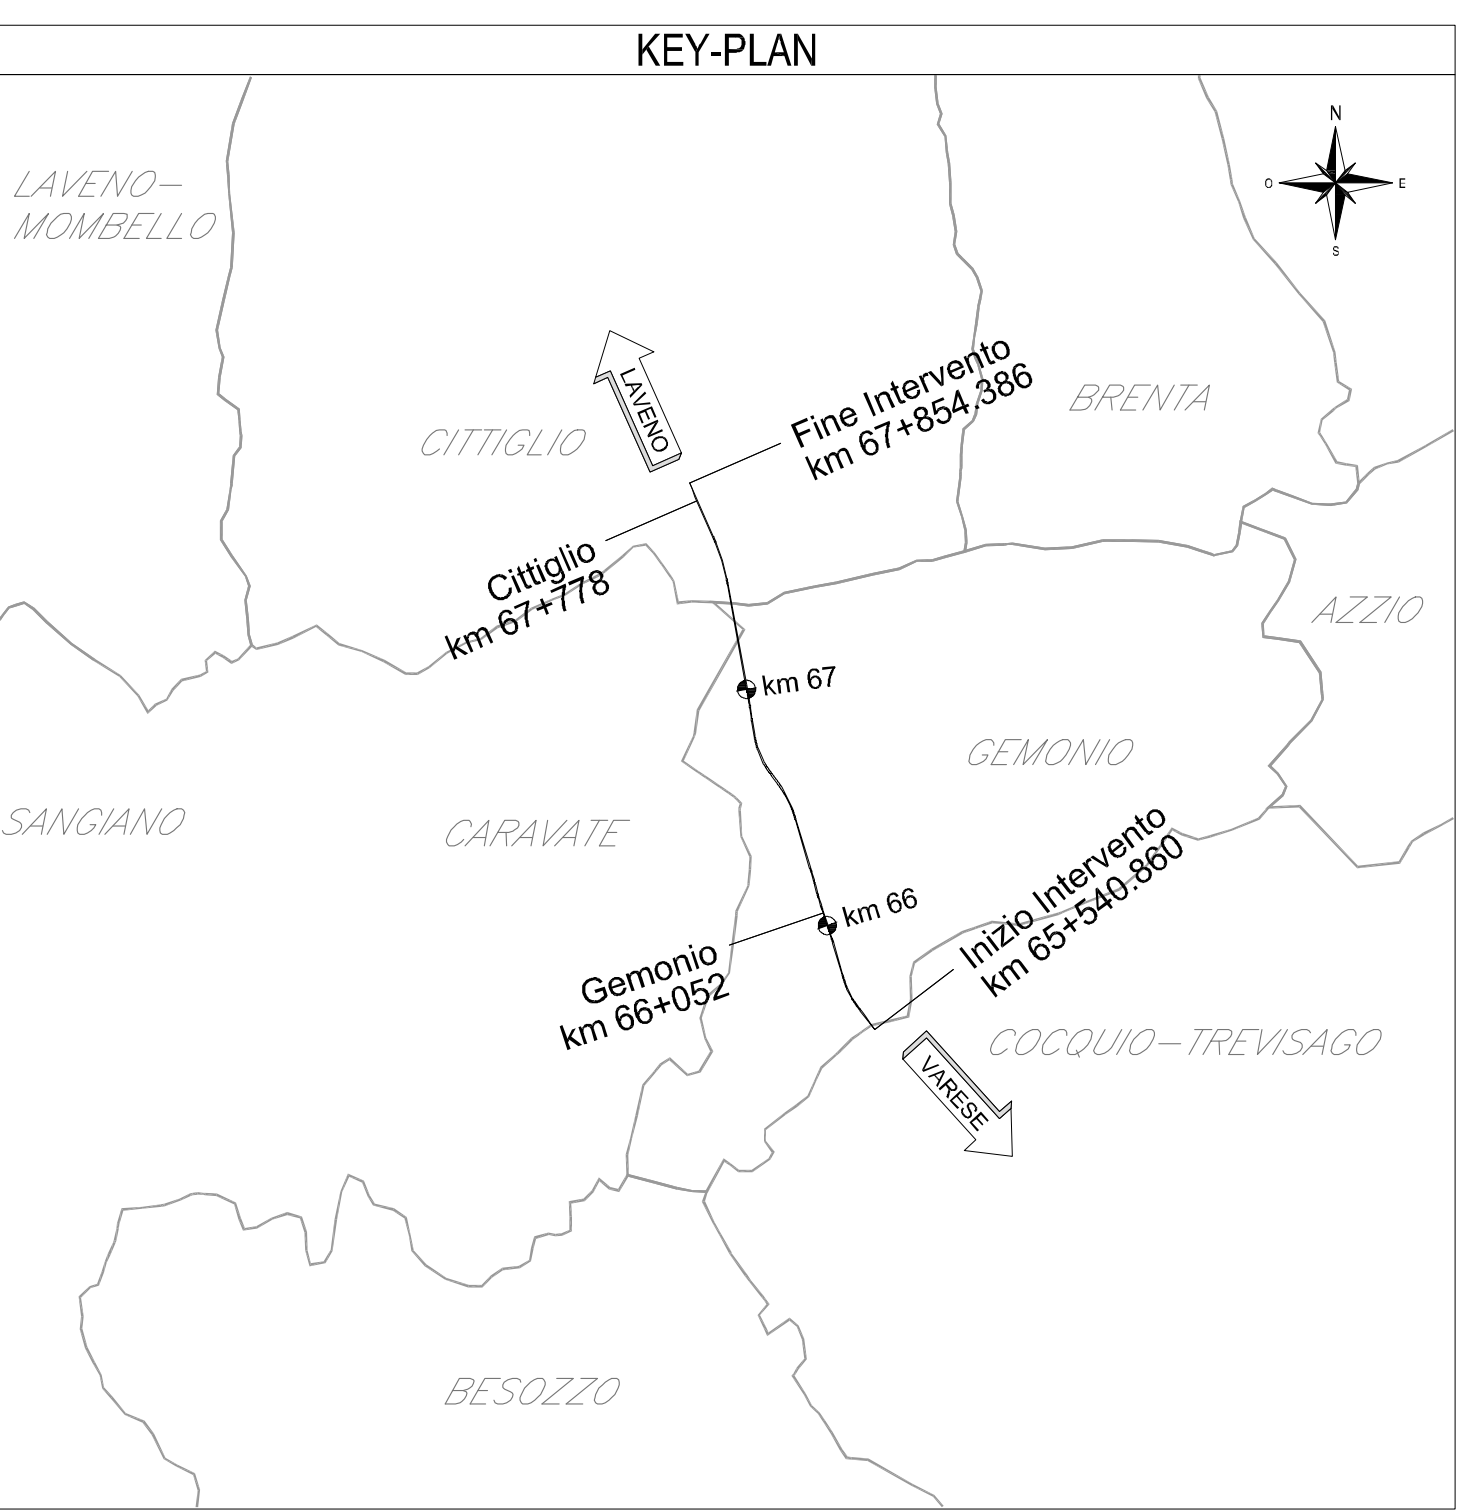 KEY-PLAN
N
O
E
S
LAVENO-
MOMBELLO
LAVENO
Fine Intervento
km 67+854.386
BRENTA
CITTIGLIO
Cittiglio
km 67+778
AZZIO
km 67
GEMONIO
SANGIANO
CARAVATE
Inizio Intervento
km 65+540.860
km 66
Gemonio
km 66+052
COCQUIO-TREVISAGO
VARESE
BESOZZO